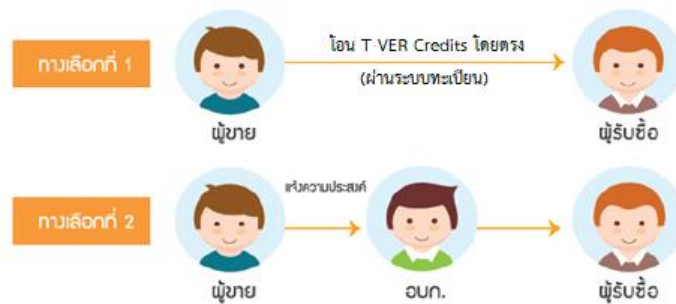 ทางเลือกที่ 1
โอน T-VER Credits โดยตรง
(ผ่านระบบทะเบียน)
ผู้ขาย
ผู้รับซื้อ
ทางเลือกที่ 2
แจ้งความประสงค์
ผู้ขาย
อบก.
ผู้รับซื้อ